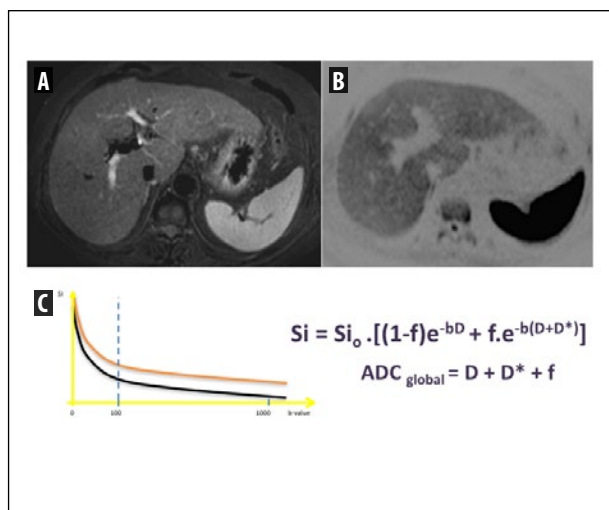 A
B
C
Si
0
100
1000
b-value
Si = Si₀ .[(1-f)e^-bD + f.e^-b(D+D*)]
ADC global = D + D* + f